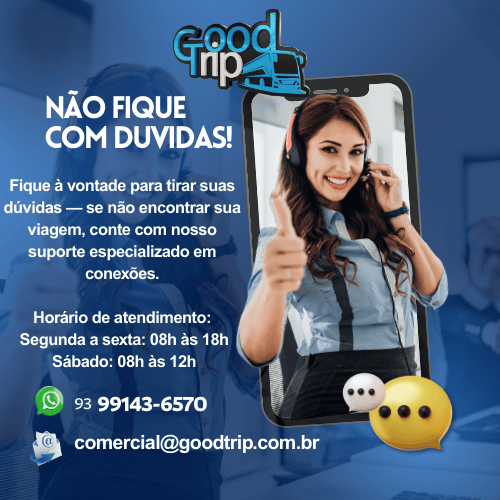 Good
Trip
NÃO FIQUE
COM DUVIDAS!
Fique à vontade para tirar suas
dúvidas — se não encontrar sua
viagem, conte com nosso
suporte especializado em
conexões.
Horário de atendimento:
Segunda a sexta: 08h às 18h
Sábado: 08h às 12h
93 99143-6570
comercial@goodtrip.com.br